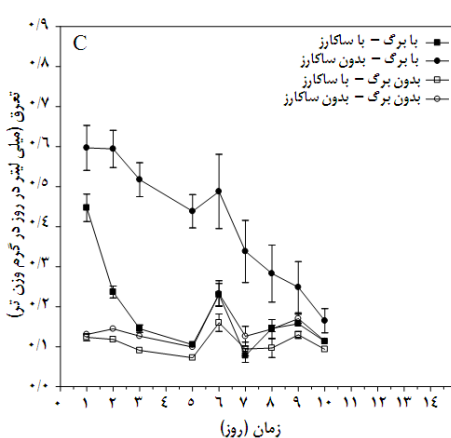 C
با برگ – با ساکارز
با برگ – بدون ساکارز
بدون برگ – با ساکارز
بدون برگ – بدون ساکارز
۰/۹
۰/۸
۰/۷
۰/۶
۰/۵
۰/۴
۰/۳
۰/۲
۰/۱
۰/۰
تعرق (میلی لیتر در روز در گرم وزن تر)
۰ ۱ ۲ ۳ ٤ ۵ ٦ ۷ ۸ ۹ ۱۰ ۱۱ ۱۲ ۱۳ ۱٤
زمان (روز)